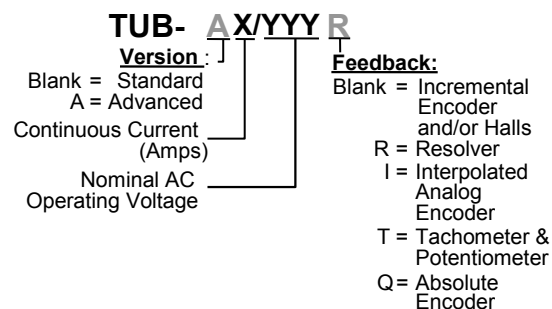 TUB- AX/YYY R
Version :
Blank = Standard
A = Advanced
Continuous Current
(Amps)
Nominal AC
Operating Voltage
Feedback:
Blank = Incremental
Encoder
and/or Halls
R = Resolver
I = Interpolated
Analog
Encoder
T = Tachometer &
Potentiometer
Q = Absolute
Encoder